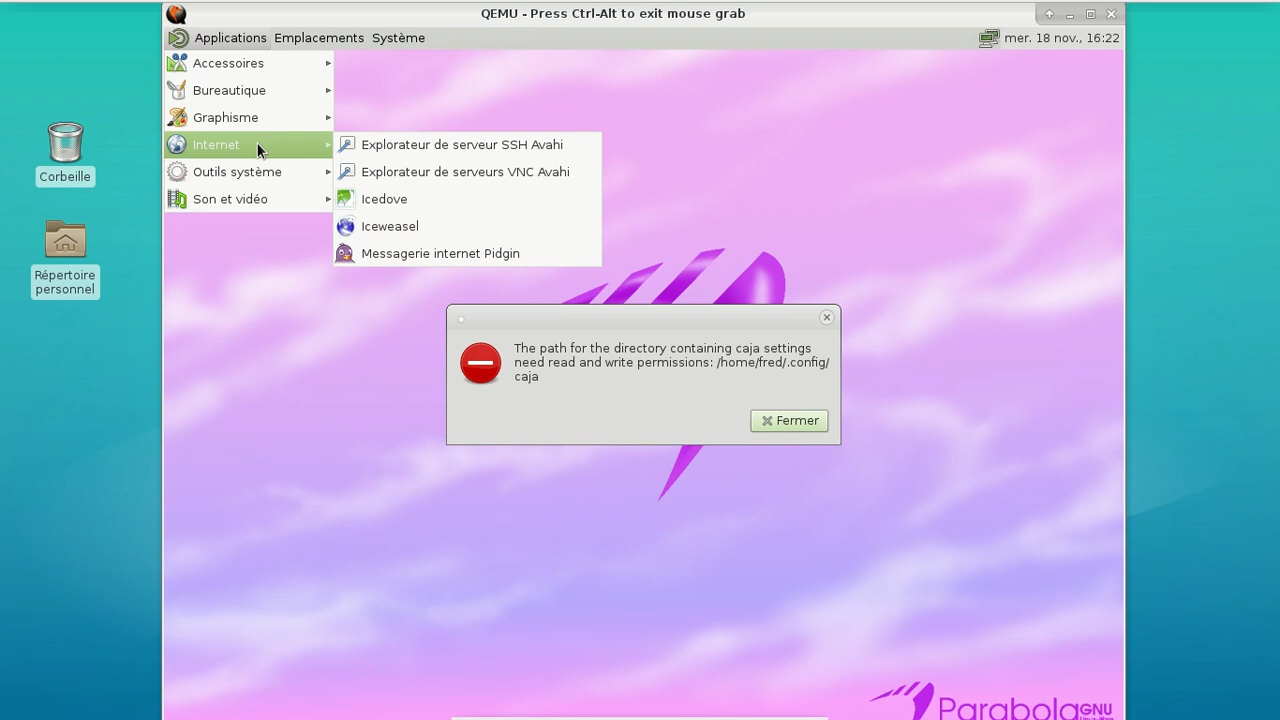 QEMU - Press Ctrl-Alt to exit mouse grab
Applications Emplacements Système
mer. 18 nov., 16:22
Accessoires
Bureautique
Graphisme
Internet
Outils système
Son et vidéo
Explorateur de serveur SSH Avahi
Explorateur de serveurs VNC Avahi
Icedove
Iceweasel
Messagerie internet Pidgin
Corbeille
Répertoire
personnel
The path for the directory containing caja settings
need read and write permissions: /home/fred/.config/
caja
Fermer
Parabola GNU